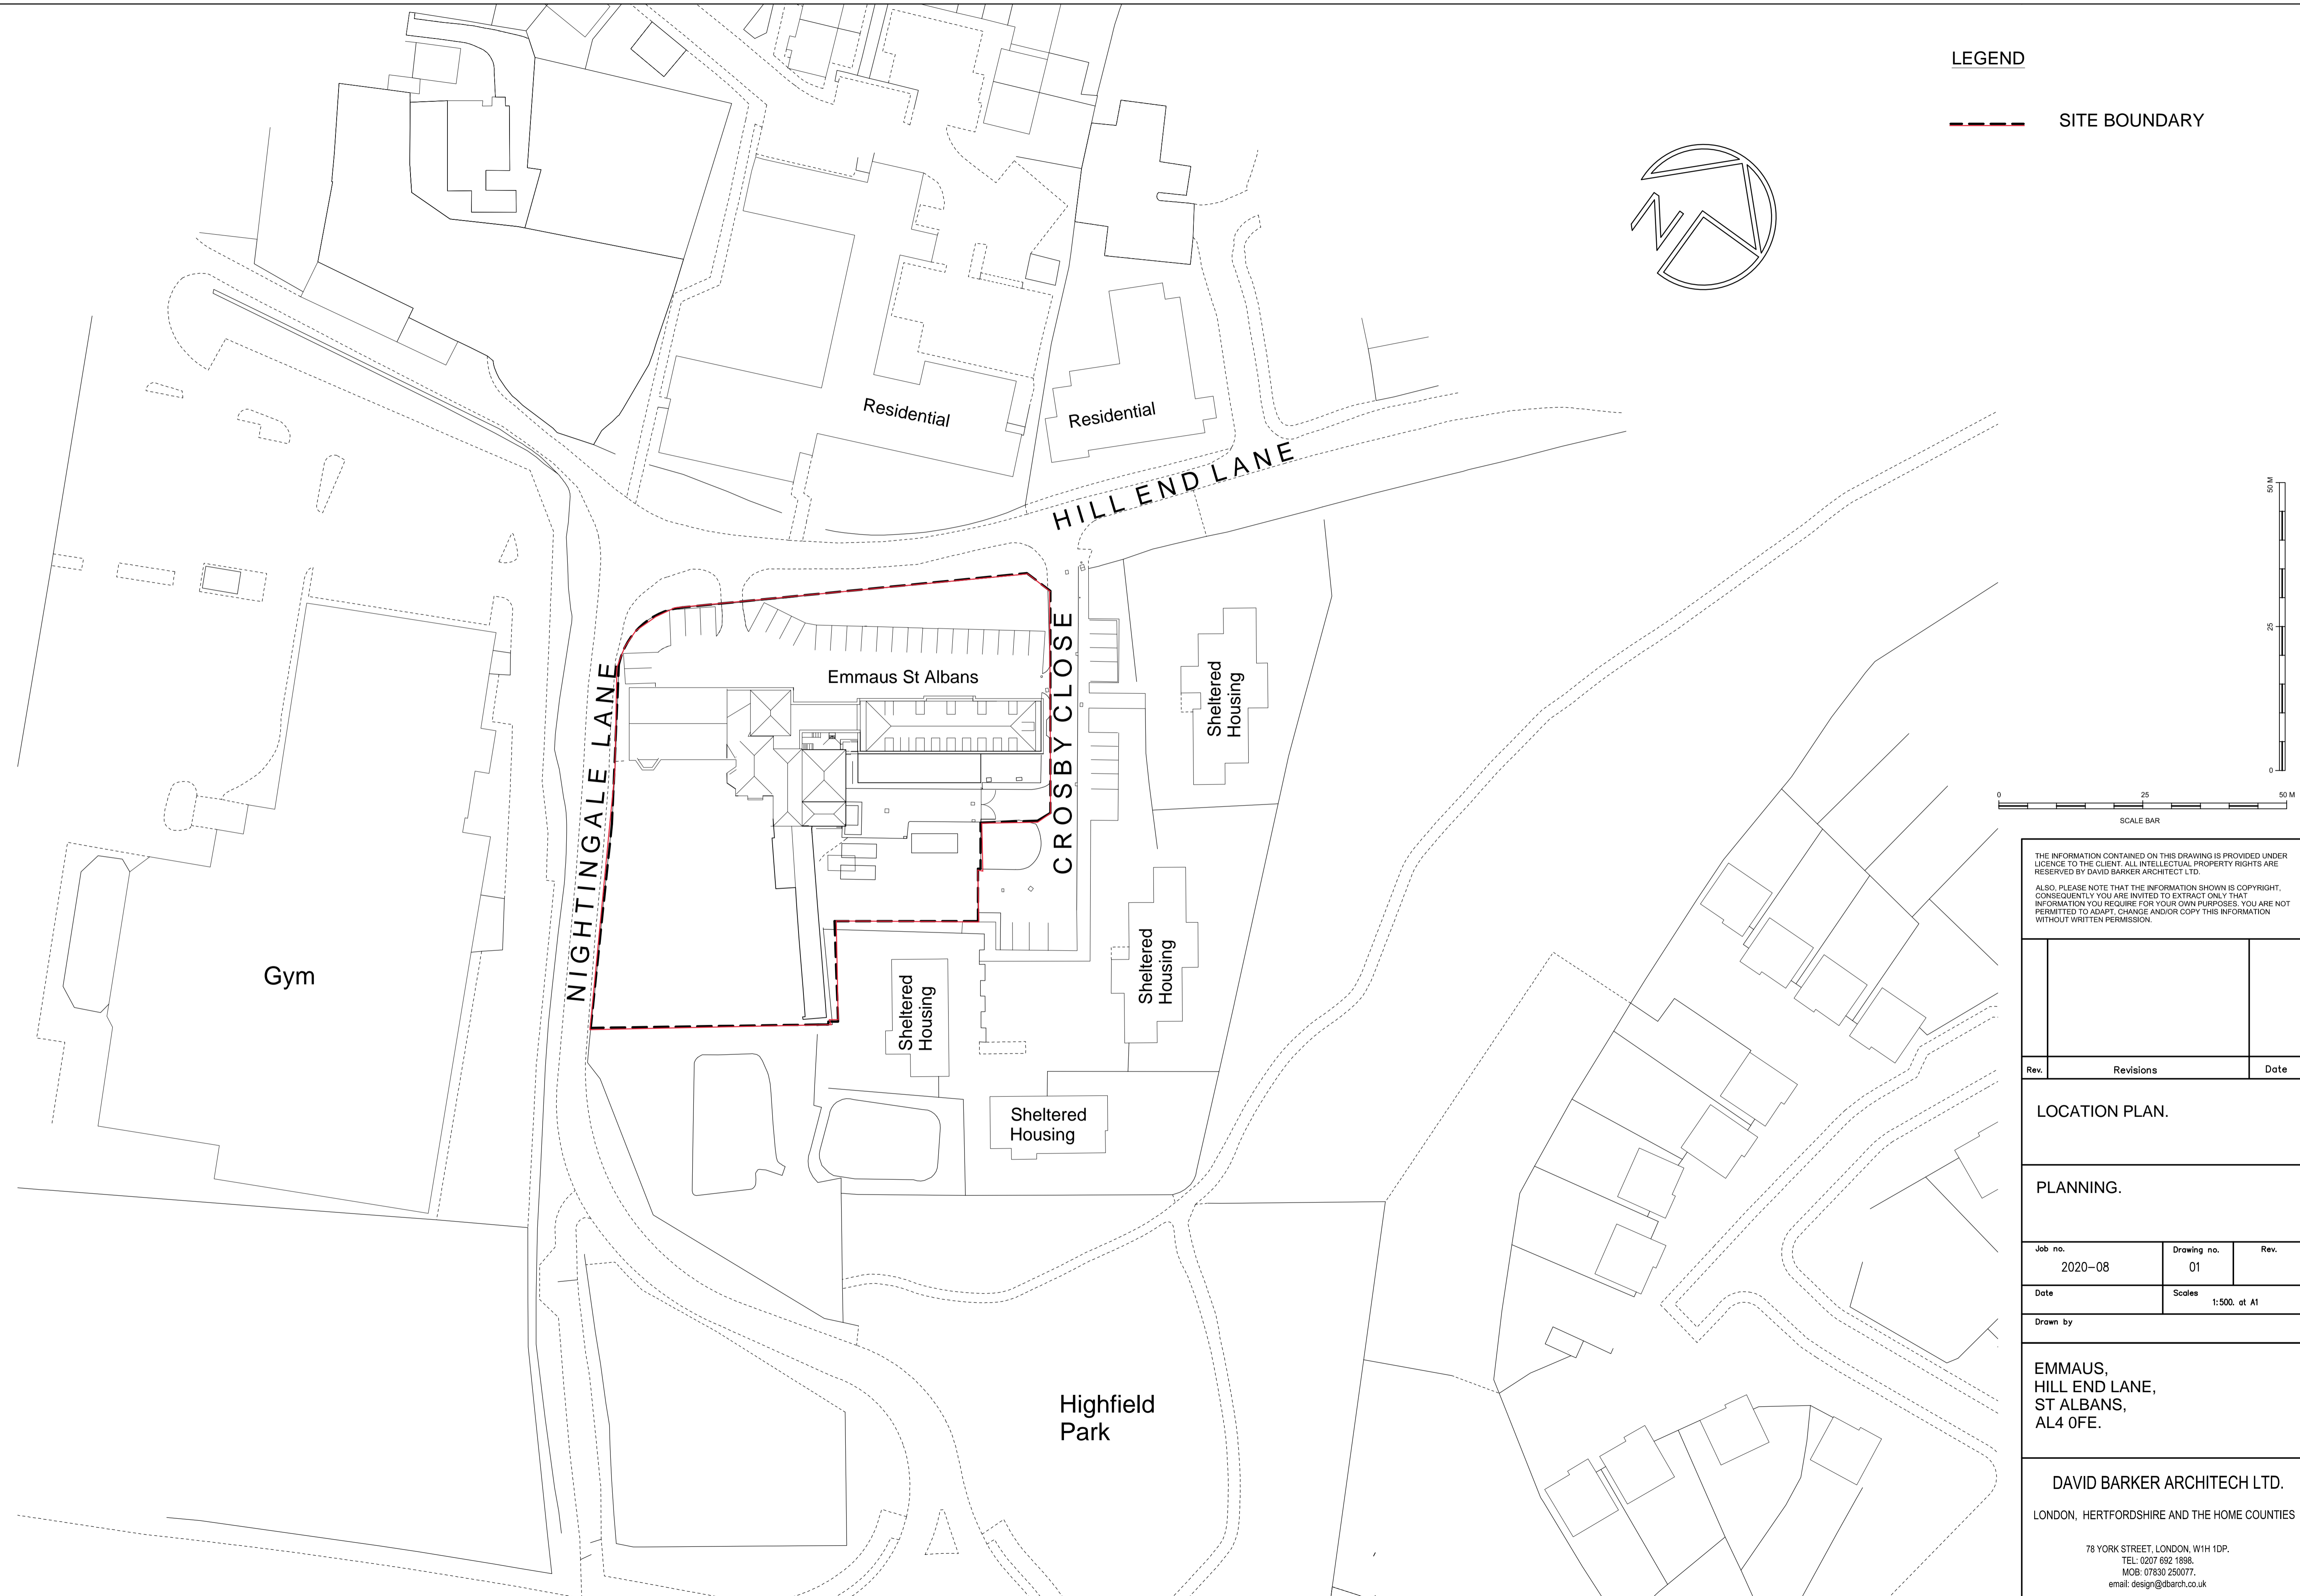 LEGEND
SITE BOUNDARY
N
Residential
Residential
HILL END LANE
NIGHTINGALE LANE
CROSBY CLOSE
Emmaus St Albans
Sheltered
Housing
Gym
Sheltered
Housing
Sheltered
Housing
Sheltered
Housing
Highfield
Park
50 M
25
0
0 25 50 M
SCALE BAR
THE INFORMATION CONTAINED ON THIS DRAWING IS PROVIDED UNDER
LICENCE TO THE CLIENT. ALL INTELLECTUAL PROPERTY RIGHTS ARE
RESERVED BY DAVID BARKER ARCHITECT LTD.
ALSO, PLEASE NOTE THAT THE INFORMATION SHOWN IS COPYRIGHT,
CONSEQUENTLY YOU ARE INVITED TO EXTRACT ONLY THAT
INFORMATION YOU REQUIRE FOR YOUR OWN PURPOSES. YOU ARE NOT
PERMITTED TO ADAPT, CHANGE AND/OR COPY THIS INFORMATION
WITHOUT WRITTEN PERMISSION.
Rev. Revisions Date
LOCATION PLAN.
PLANNING.
Job no. Drawing no. Rev.
2020-08 01
Date Scales
1:500. at A1
Drawn by
EMMAUS,
HILL END LANE,
ST ALBANS,
AL4 0FE.
DAVID BARKER ARCHITECH LTD.
LONDON, HERTFORDSHIRE AND THE HOME COUNTIES
78 YORK STREET, LONDON, W1H 1DP.
TEL: 0207 692 1898.
MOB: 07830 250077.
email: design@dbarch.co.uk